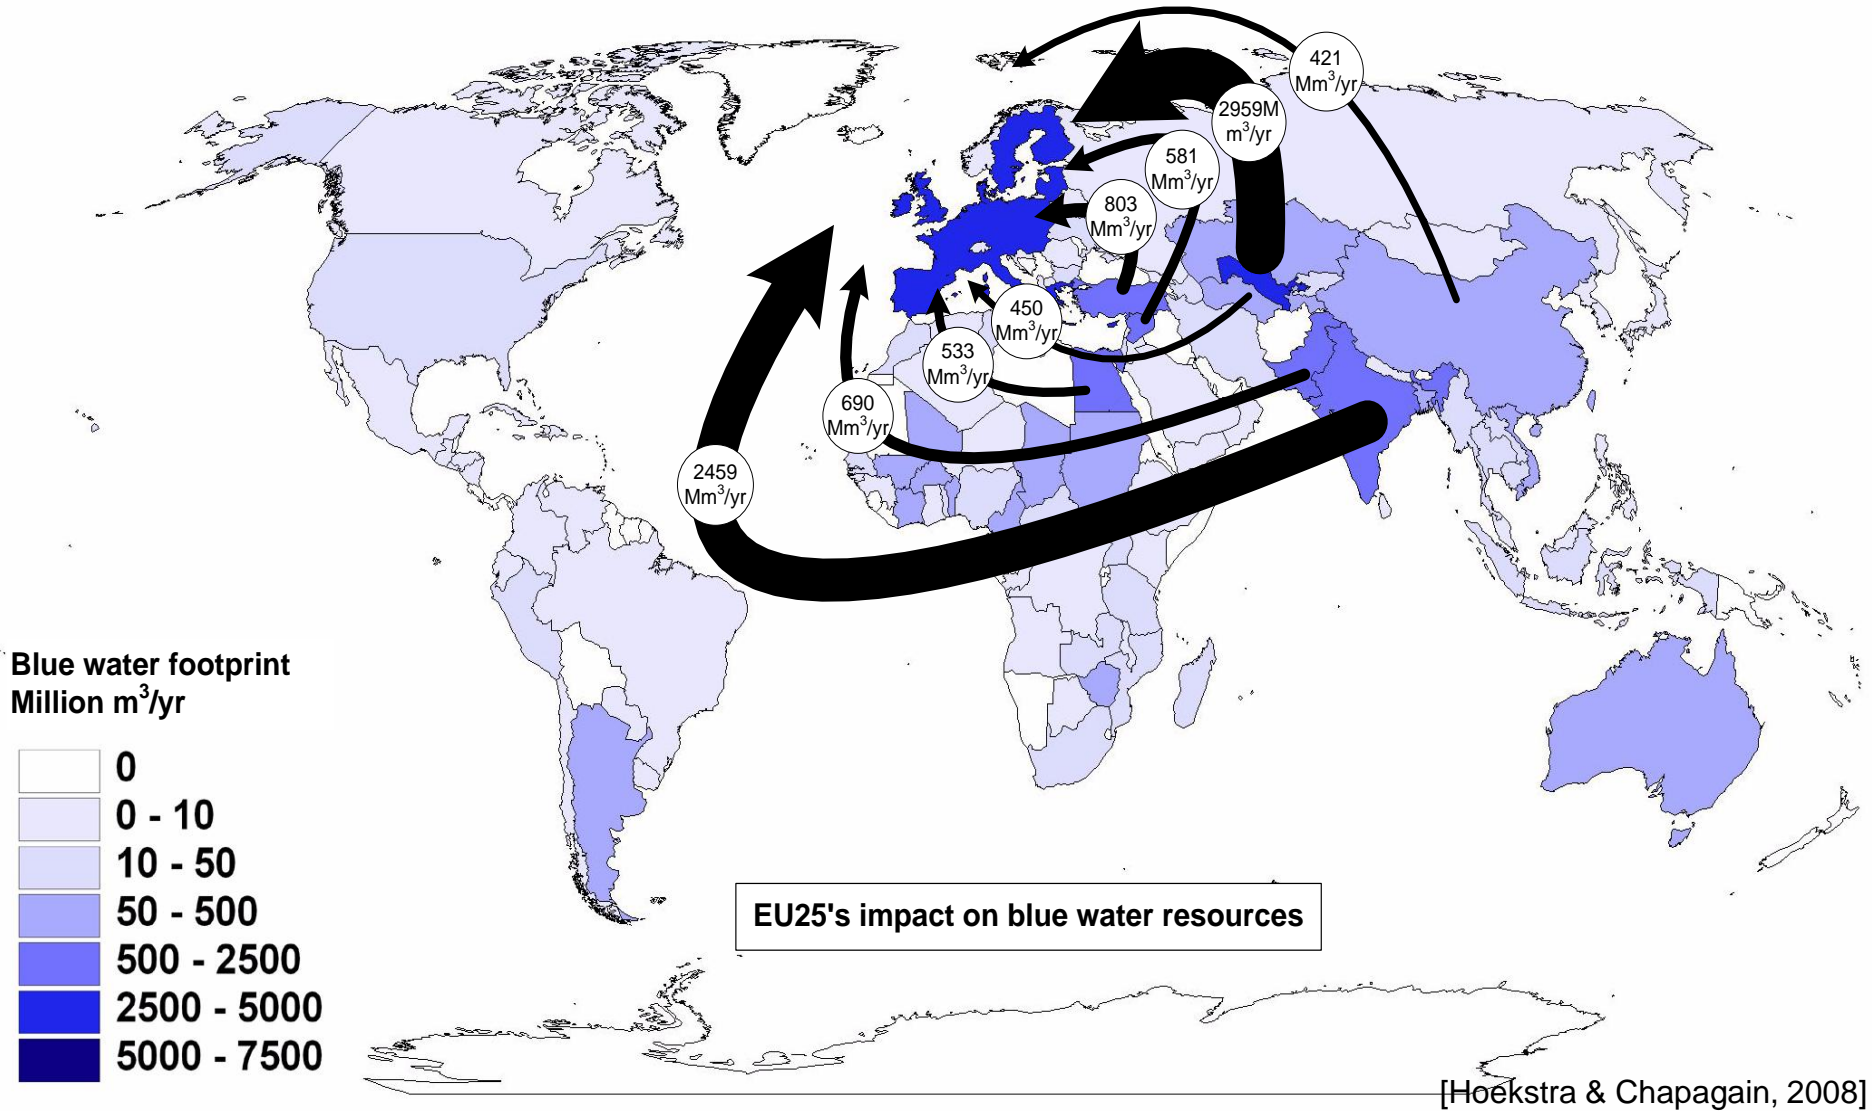 421
Mm³/yr
2959M
m³/yr
581
Mm³/yr
803
Mm³/yr
450
Mm³/yr
533
Mm³/yr
690
Mm³/yr
2459
Mm³/yr
Blue water footprint
Million m³/yr
0
0 - 10
10 - 50
50 - 500
500 - 2500
2500 - 5000
5000 - 7500
EU25's impact on blue water resources
[Hoekstra & Chapagain, 2008]